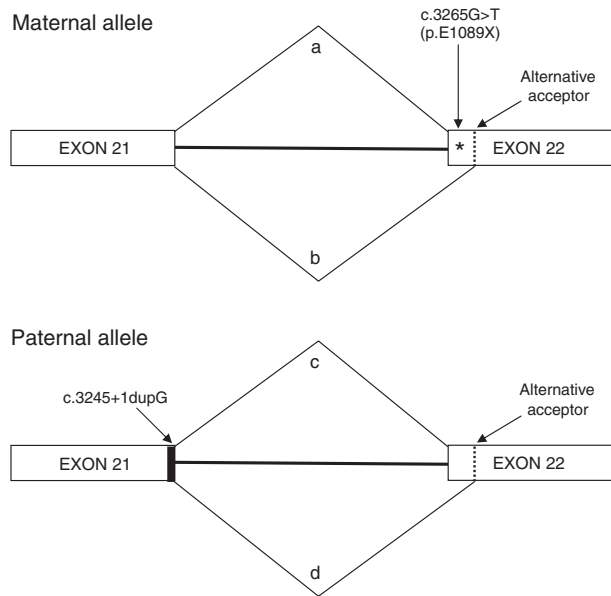 Maternal allele
c.3265G>T
(p.E1089X)
a
Alternative
acceptor
EXON 21
*
EXON 22
b
Paternal allele
c
c.3245+1dupG
Alternative
acceptor
EXON 21
EXON 22
d